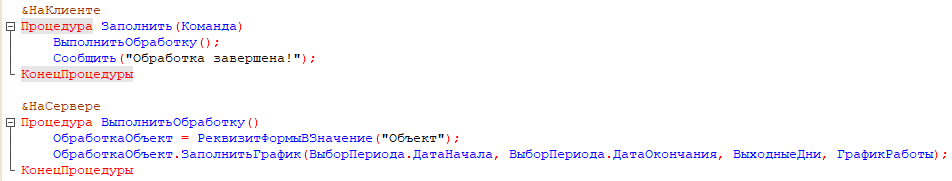 &НаКлиенте
Процедура Заполнить(Команда)
ВыполнитьОбработку();
Сообщить("Обработка завершена!");
КонецПроцедуры
&НаСервере
Процедура ВыполнитьОбработку()
ОбработкаОбъект = РеквизитФормыВЗначение("Объект");
ОбработкаОбъект.ЗаполнитьГрафик(ВыборПериода.ДатаНачала, ВыборПериода.ДатаОкончания, ВыходныеДни, ГрафикРаботы);
КонецПроцедуры